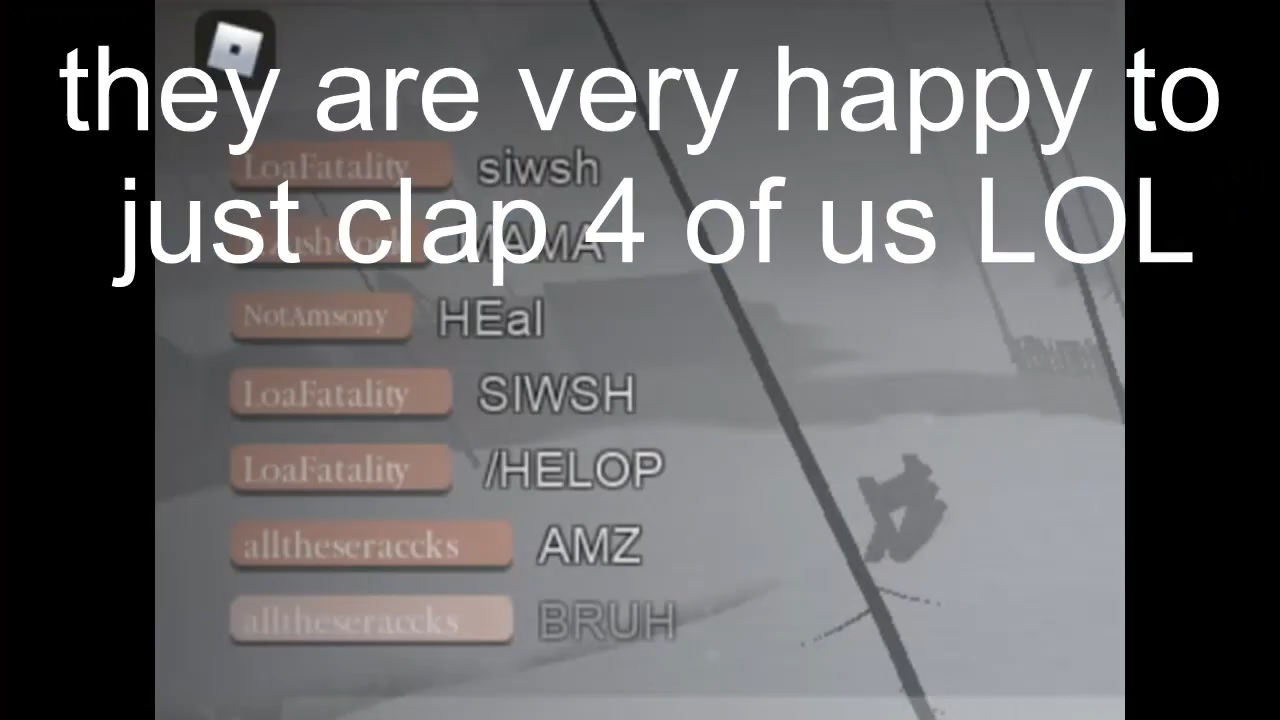 they are very happy to
just clap 4 of us LOL
LoaFatality siwsh
MAMA
NotAmsony HEal
LoaFatality SIWSH
LoaFatality /HELOP
alltheseraccks AMZ
alltheseraccks BRUH